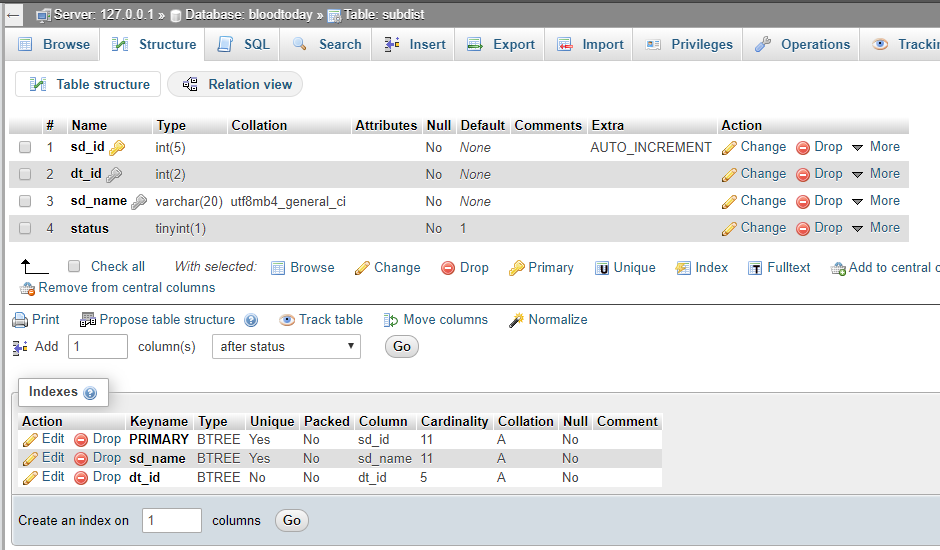 Server: 127.0.0.1 » Database: bloodtoday » Table: subdist
Browse Structure SQL Search Insert Export Import Privileges Operations Trackin
Table structure Relation view
# Name Type Collation Attributes Null Default Comments Extra Action
1 sd_id int(5) No None AUTO_INCREMENT Change Drop More
2 dt_id int(2) No None Change Drop More
3 sd_name varchar(20) utf8mb4_general_ci No None Change Drop More
4 status tinyint(1) No 1 Change Drop More
Check all With selected: Browse Change Drop Primary Unique Index Fulltext Add to central c
Remove from central columns
Print Propose table structure Track table Move columns Normalize
Add 1 column(s) after status Go
Indexes
Action Keyname Type Unique Packed Column Cardinality Collation Null Comment
Edit Drop PRIMARY BTREE Yes No sd_id 11 A No
Edit Drop sd_name BTREE Yes No sd_name 11 A No
Edit Drop dt_id BTREE No No dt_id 5 A No
Create an index on 1 columns Go